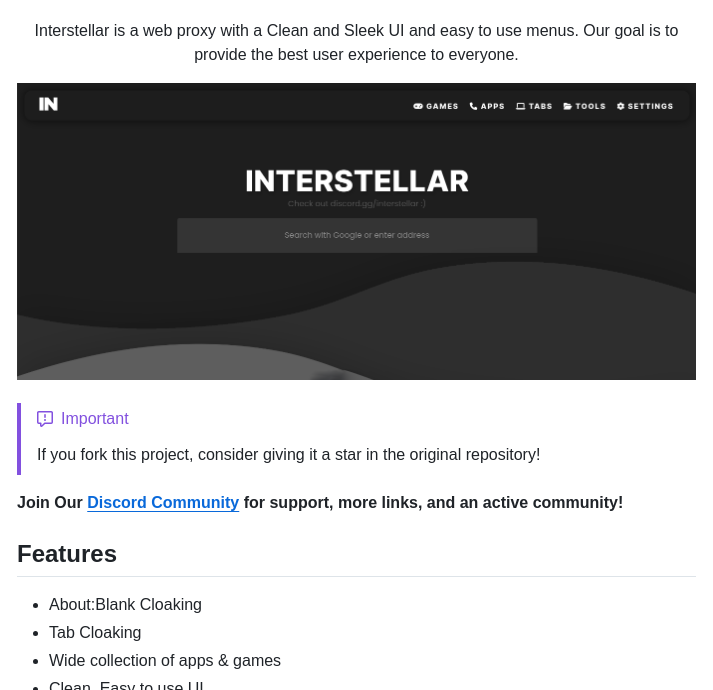 Interstellar is a web proxy with a Clean and Sleek UI and easy to use menus. Our goal is to
provide the best user experience to everyone.
IN
GAMES APPS TABS TOOLS SETTINGS
INTERSTELLAR
Check out discord.gg/interstellar :)
Search with Google or enter address
Important
If you fork this project, consider giving it a star in the original repository!
Join Our Discord Community for support, more links, and an active community!
Features
About:Blank Cloaking
Tab Cloaking
Wide collection of apps & games
Clean, Easy to use UI